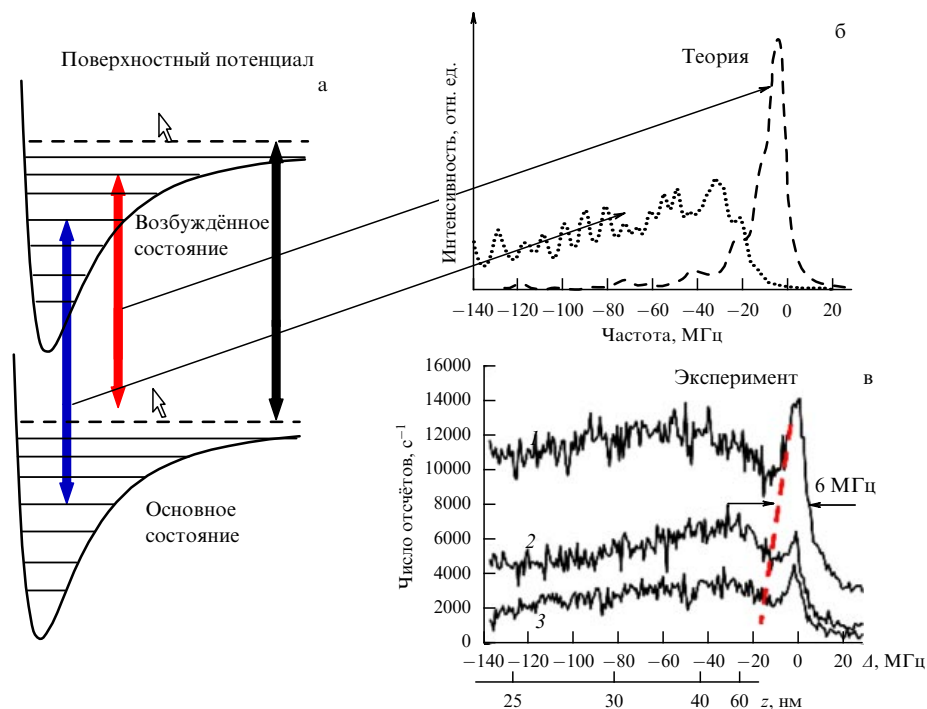 Поверхностный потенциал
а
Возбуждённое
состояние
Основное
состояние
б
Теория
Интенсивность, отн. ед.
−140 −120 −100 −80 −60 −40 −20 0 20
Частота, МГц
в
Эксперимент
Число отсчётов, с⁻¹
16000
14000
12000
10000
8000
6000
4000
2000
0
1
2
3
6 МГц
−140 −120 −100 −80 −60 −40 −20 0 20 Δ, МГц
25 30 40 60 z, нм